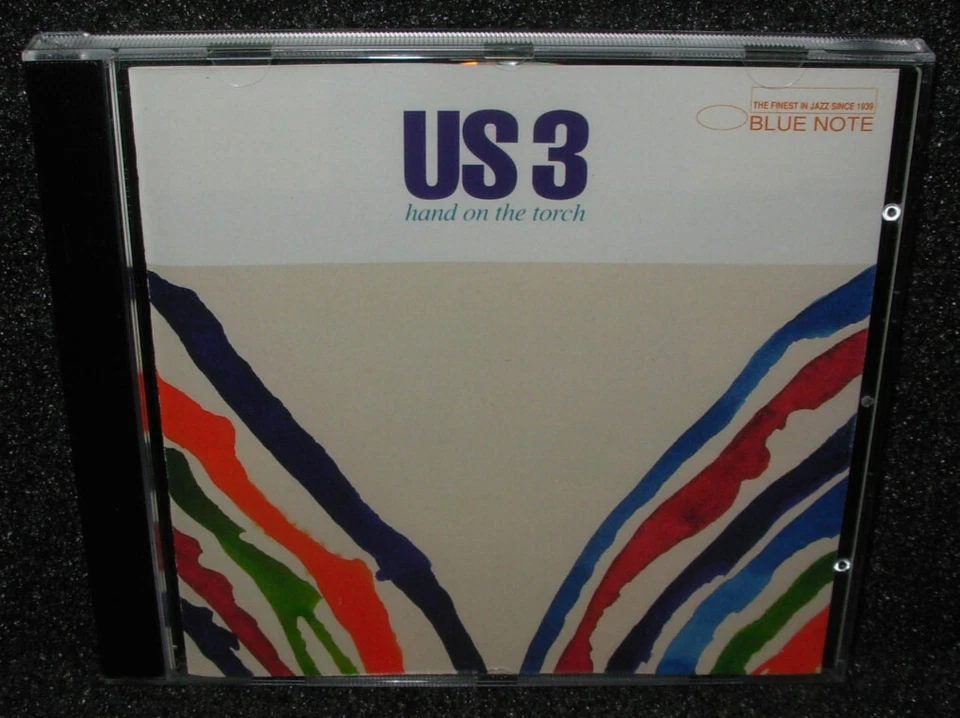 US 3
hand on the torch
THE FINEST IN JAZZ SINCE 1939
BLUE NOTE